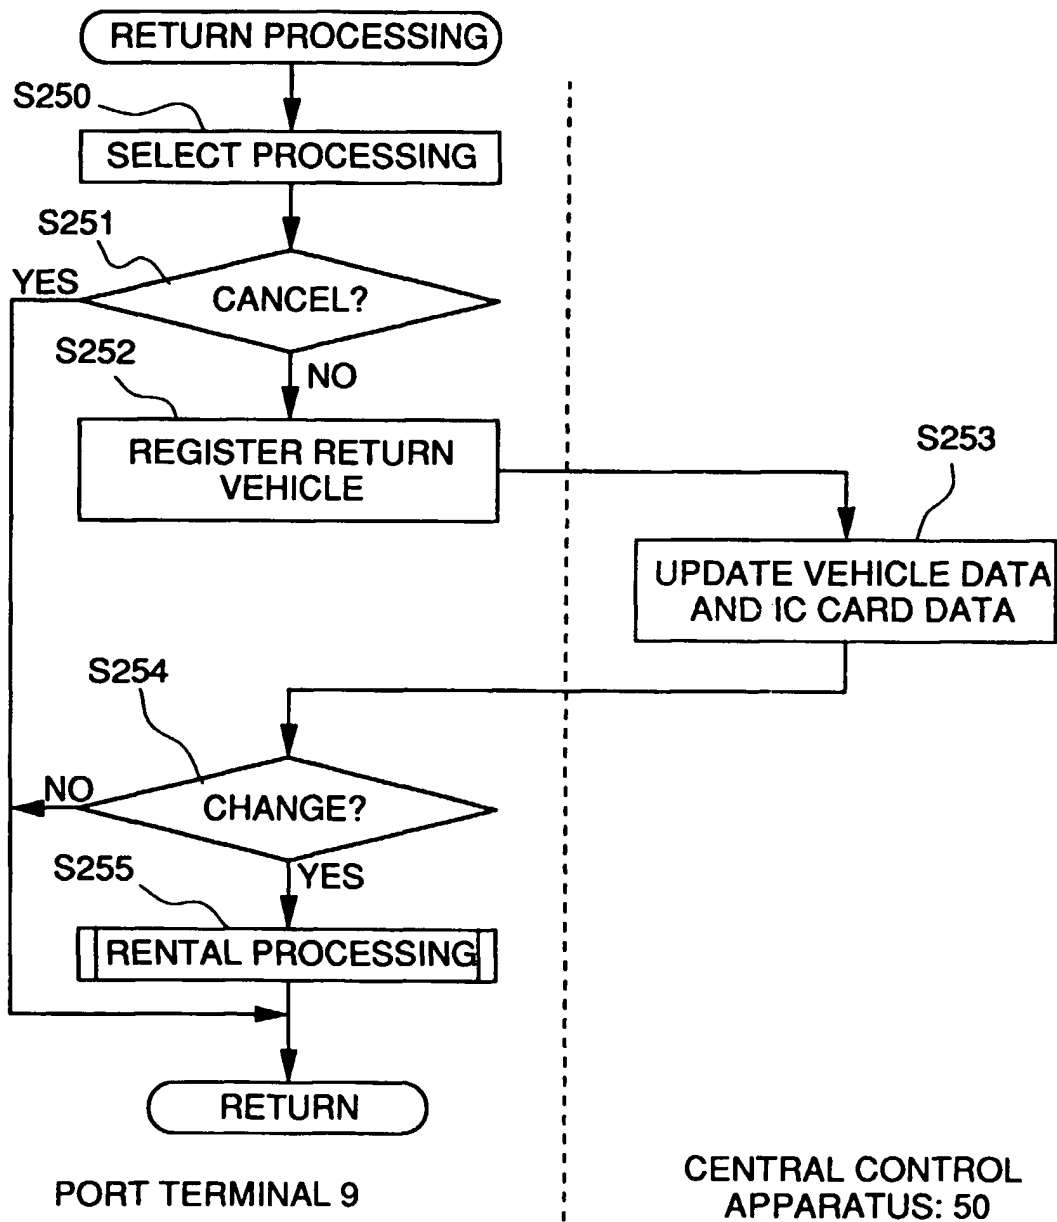 RETURN PROCESSING
S250
SELECT PROCESSING
S251
YES
CANCEL?
S252
NO
REGISTER RETURN
VEHICLE
S253
UPDATE VEHICLE DATA
AND IC CARD DATA
S254
NO
CHANGE?
S255
YES
RENTAL PROCESSING
RETURN
PORT TERMINAL 9
CENTRAL CONTROL
APPARATUS: 50